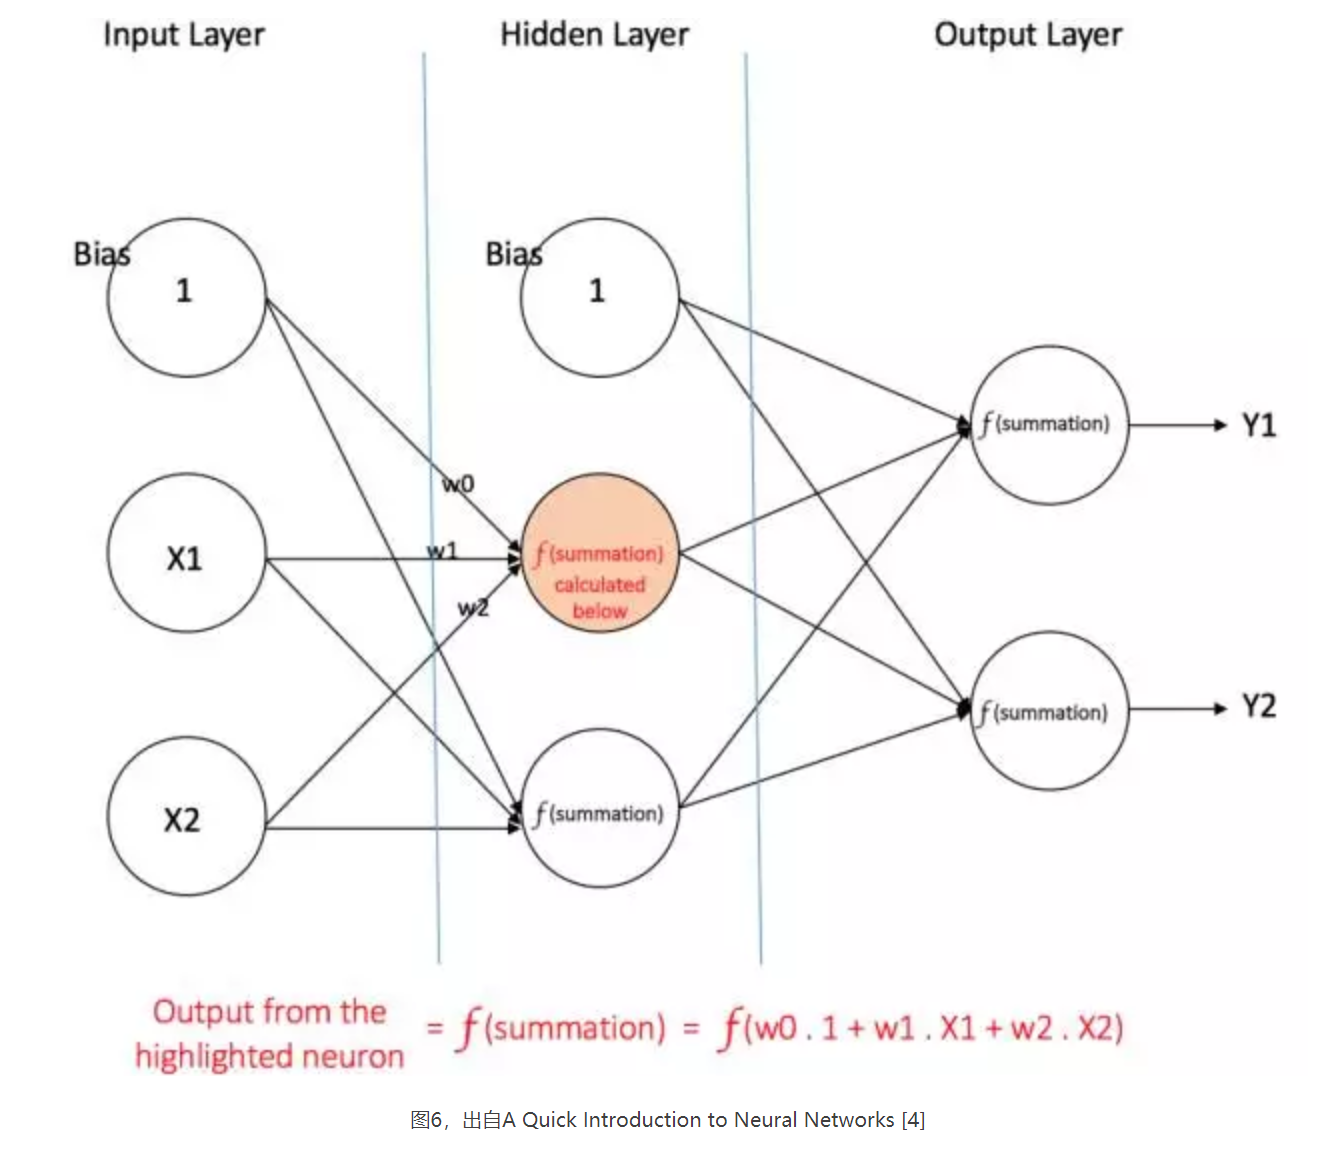 Input Layer
Hidden Layer
Output Layer
Bias
1
Bias
1
f(summation)
Y1
w0
X1
w1
f(summation)
calculated
below
w2
f(summation)
Y2
X2
f(summation)
Output from the
highlighted neuron
= f(summation) = f(w0 . 1 + w1 . X1 + w2 . X2)
图6，出自A Quick Introduction to Neural Networks [4]